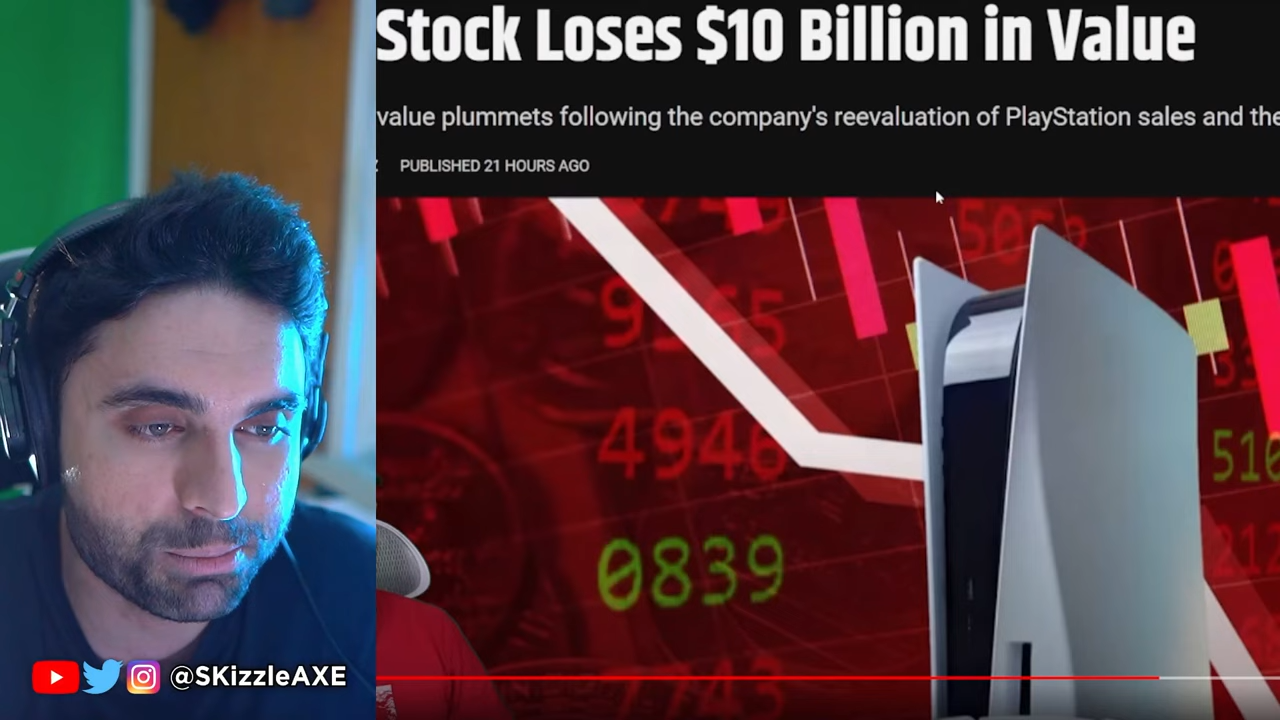 Stock Loses $10 Billion in Value
value plummets following the company's reevaluation of PlayStation sales and the
PUBLISHED 21 HOURS AGO
4946
0839
7743
@SKizzleAXE